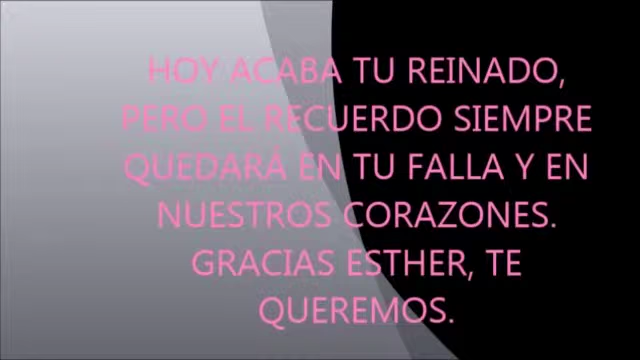 HOY ACABA TU REINADO,
PERO EL RECUERDO SIEMPRE
QUEDARÁ EN TU FALLA Y EN
NUESTROS CORAZONES.
GRACIAS ESTHER, TE
QUEREMOS.